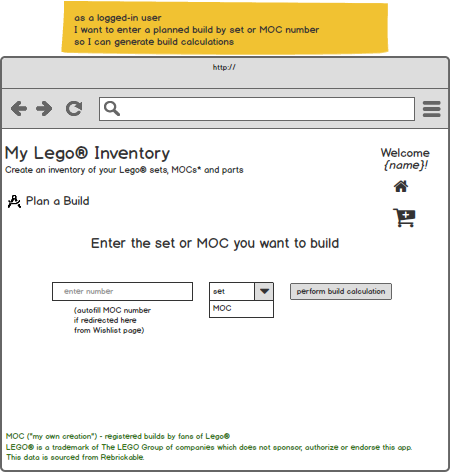 as a logged-in user
I want to enter a planned build by set or MOC number
so I can generate build calculations
http://
My Lego® Inventory
Create an inventory of your Lego® sets, MOCs* and parts
Welcome
{name}!
Plan a Build
Enter the set or MOC you want to build
enter number
set
perform build calculation
MOC
(autofill MOC number
if redirected here
from Wishlist page)
MOC ("my own creation") - registered builds by fans of Lego®
LEGO® is a trademark of The LEGO Group of companies which does not sponsor, authorize or endorse this app.
This data is sourced from Rebrickable.